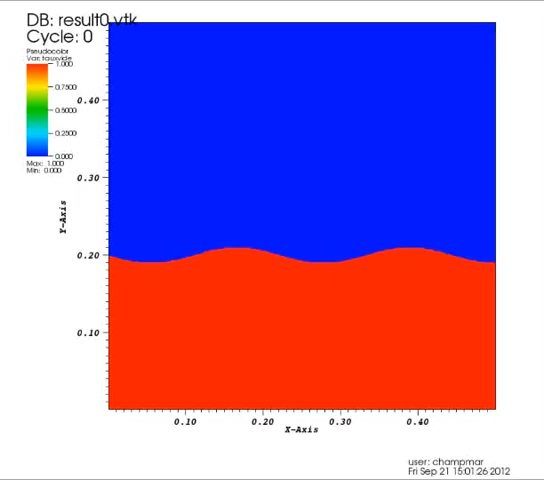 DB: result0.vtk
Cycle: 0
Pseudocolor
Var: tauxvide
1.000
0.7500
0.5000
0.2500
0.000
Max: 1.000
Min: 0.000
Y-Axis
0.40
0.30
0.20
0.10
0.10 0.20 0.30 0.40
X-Axis
user: champmar
Fri Sep 21 15:01:26 2012